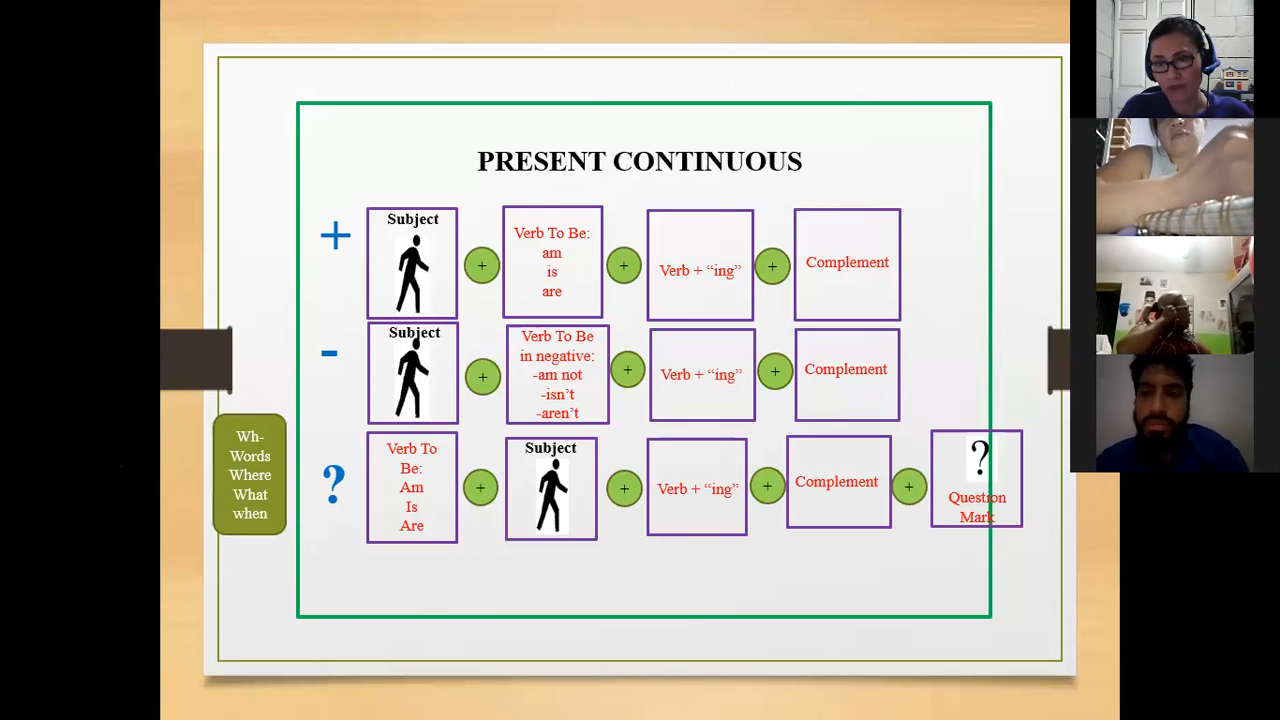 PRESENT CONTINUOUS
+
Subject
+
Verb To Be:
am
is
are
+
Verb + “ing”
+
Complement
-
Subject
+
Verb To Be
in negative:
-am not
-isn’t
-aren’t
+
Verb + “ing”
+
Complement
Wh-
Words
Where
What
when
?
Verb To
Be:
Am
Is
Are
+
Subject
+
Verb + “ing”
+
Complement
+
?
Question
Mark